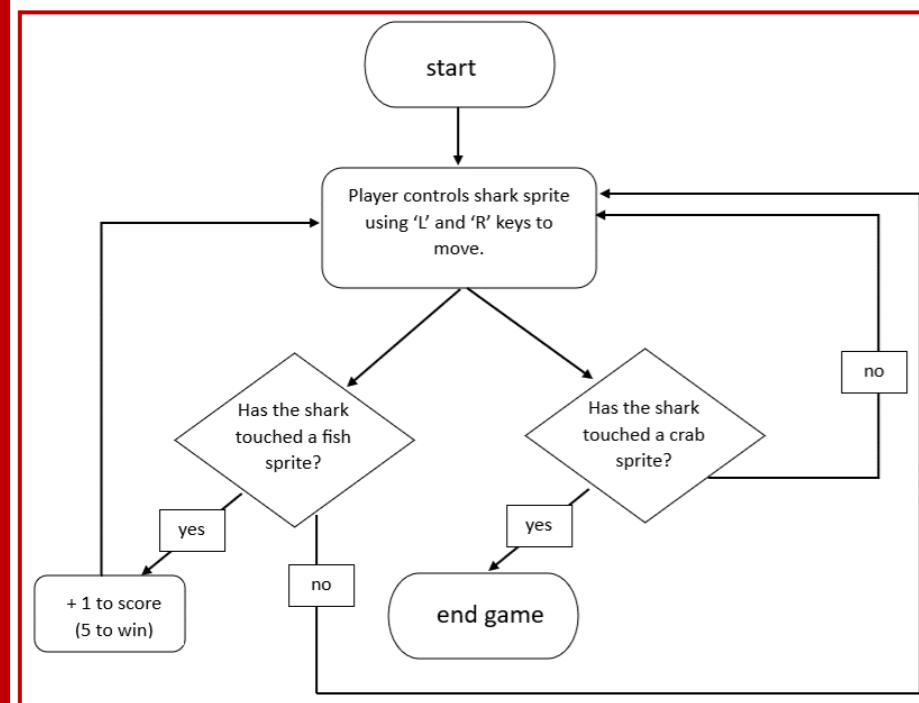 start
Player controls shark sprite
using ‘L’ and ‘R’ keys to
move.
Has the shark
touched a fish
sprite?
Has the shark
touched a crab
sprite?
no
yes
yes
no
+ 1 to score
(5 to win)
end game